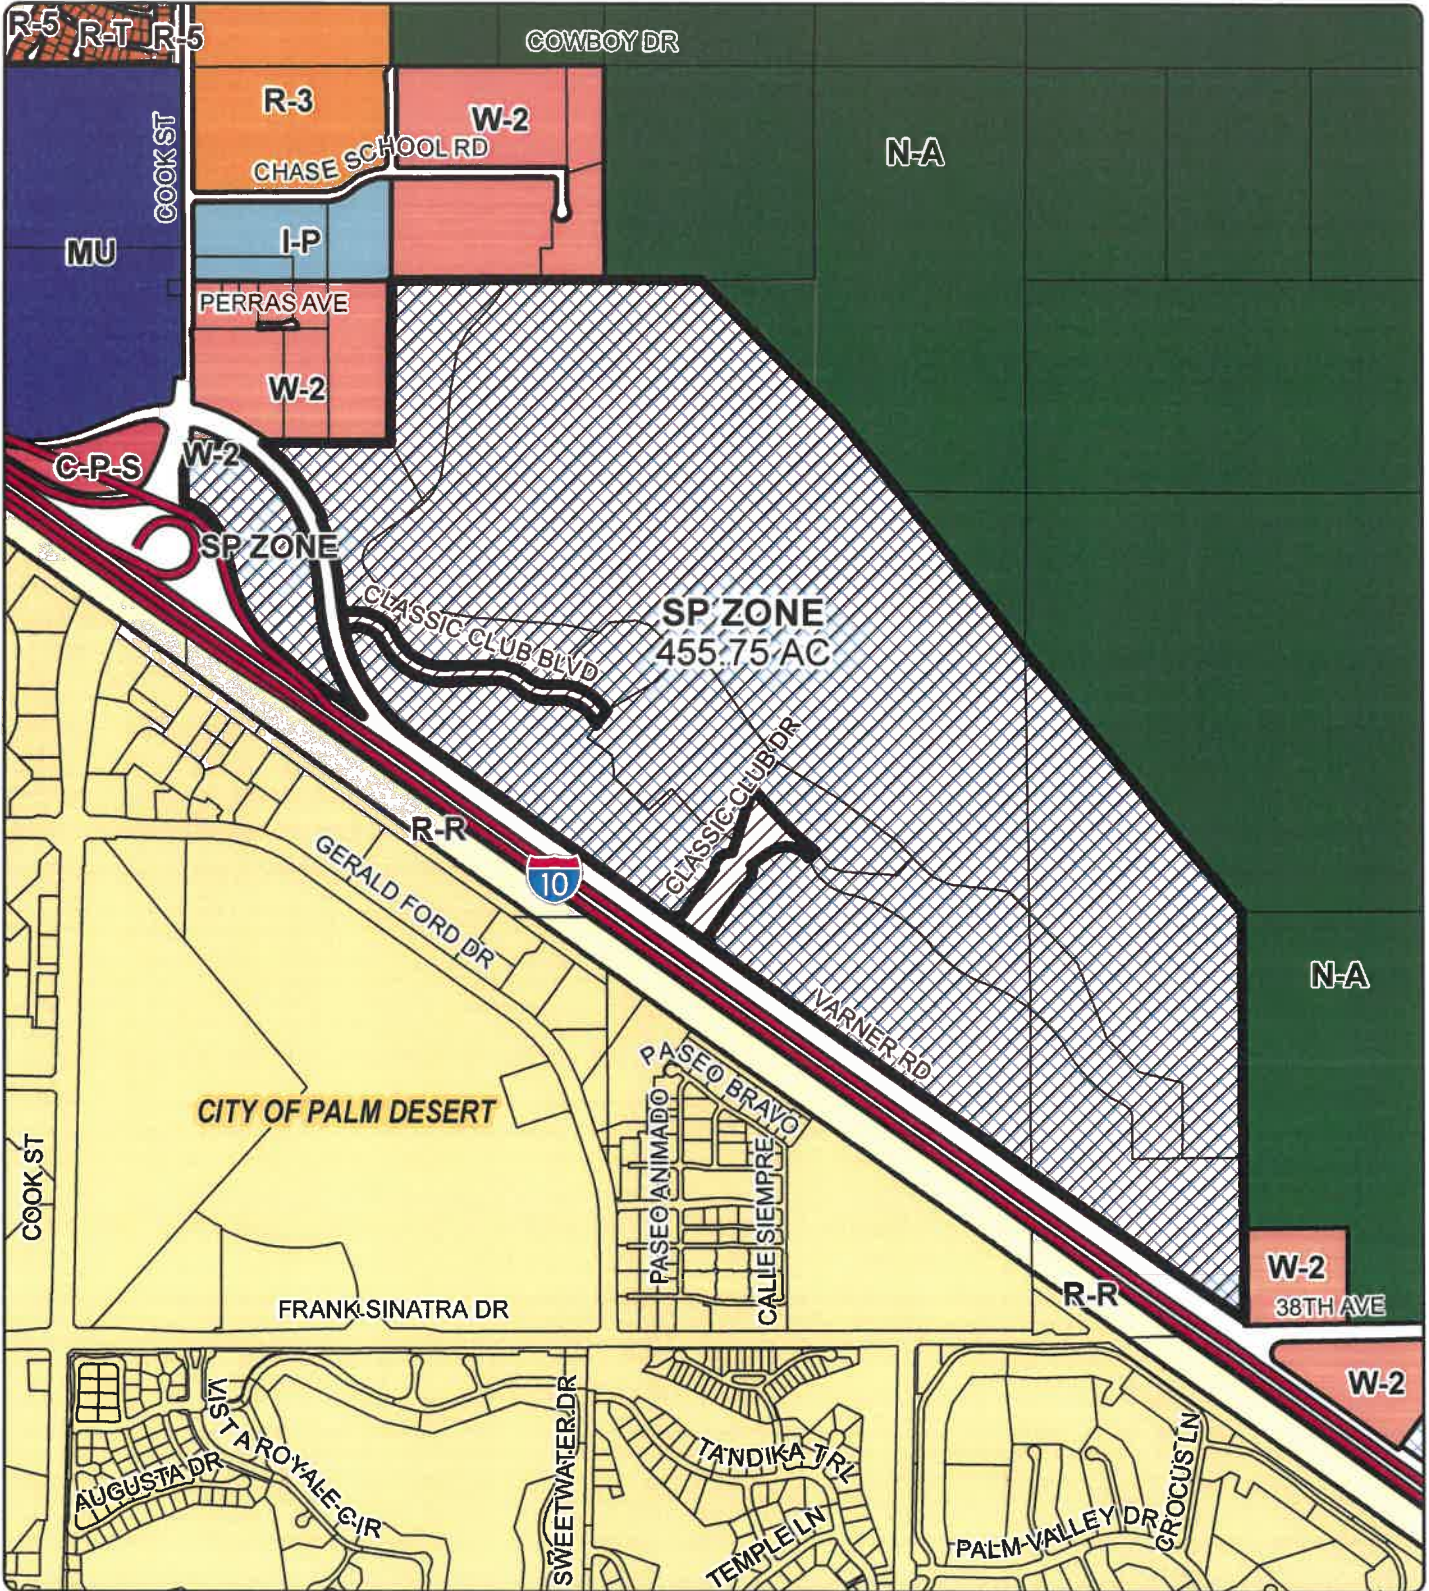 R-5
R-T
R-5
COWBOY DR
R-3
W-2
COOK ST
CHASE SCHOOL RD
N-A
MU
I-P
PERRAS AVE
W-2
W-2
C-P-S
SP ZONE
CLASSIC CLUB BLVD
SP ZONE
455.75 AC
CLASSIC CLUB DR
R-R
GERALD FORD DR
10
N-A
VARNER RD
PASEO BRAVO
CITY OF PALM DESERT
PASEO ANIMADO
CALLE SIEMPRE
COOK ST
W-2
R-R
38TH AVE
FRANK SINATRA DR
W-2
VISTA ROYALE CIR
SWEETWATER DR
TANDIKA TRL
CROCUS LN
AUGUSTA DR
TEMPLE LN
PALM VALLEY DR